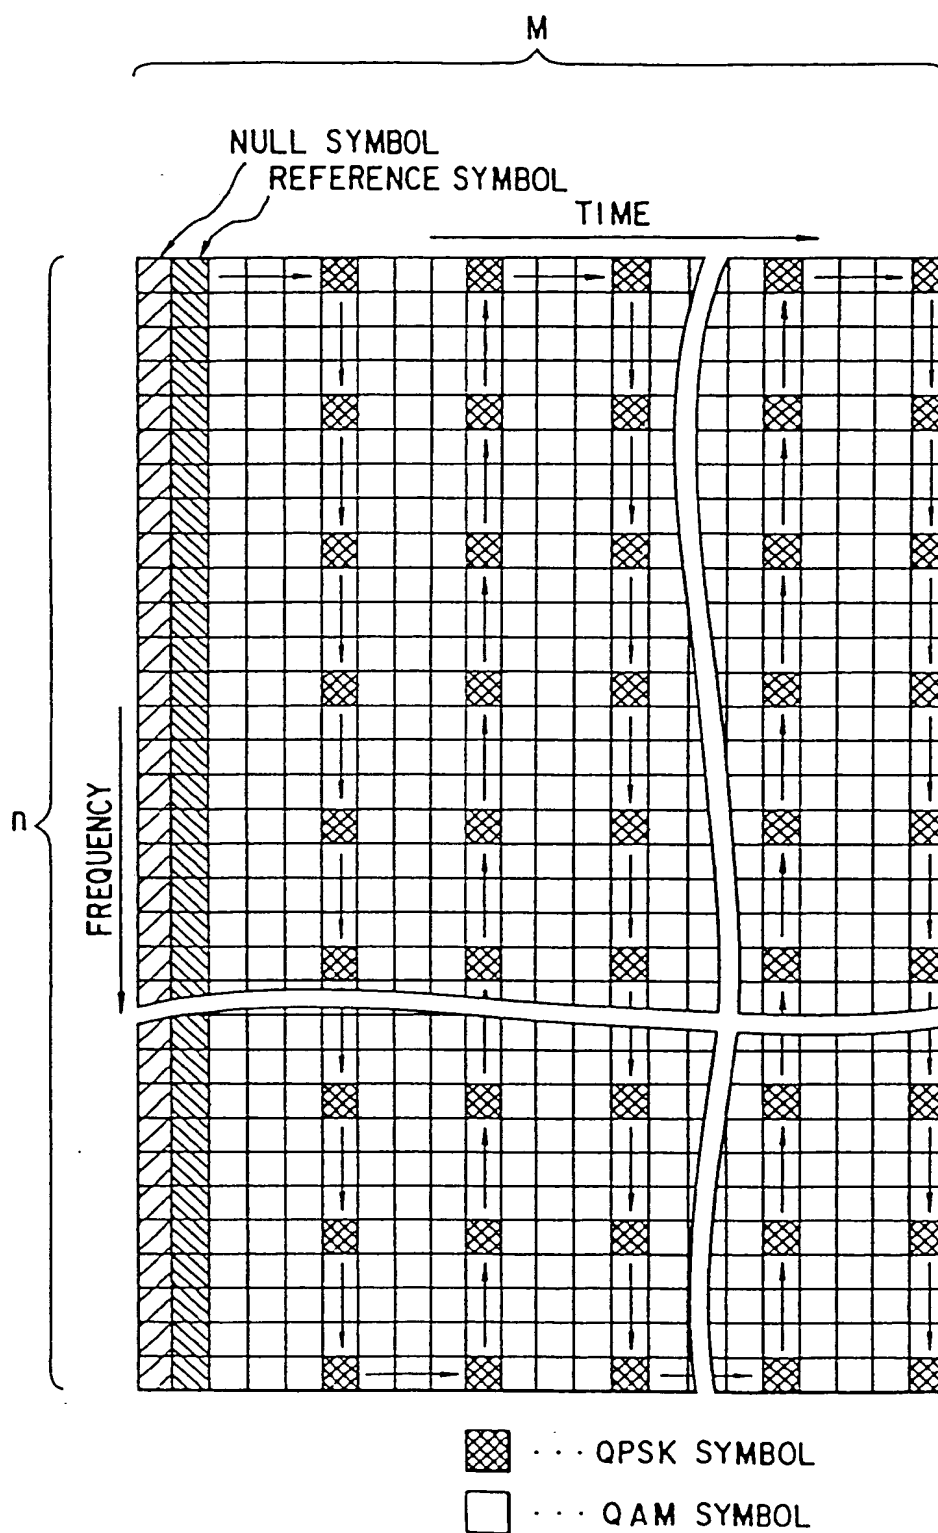 M
NULL SYMBOL
REFERENCE SYMBOL
TIME
n
FREQUENCY
··· QPSK SYMBOL
··· QAM SYMBOL